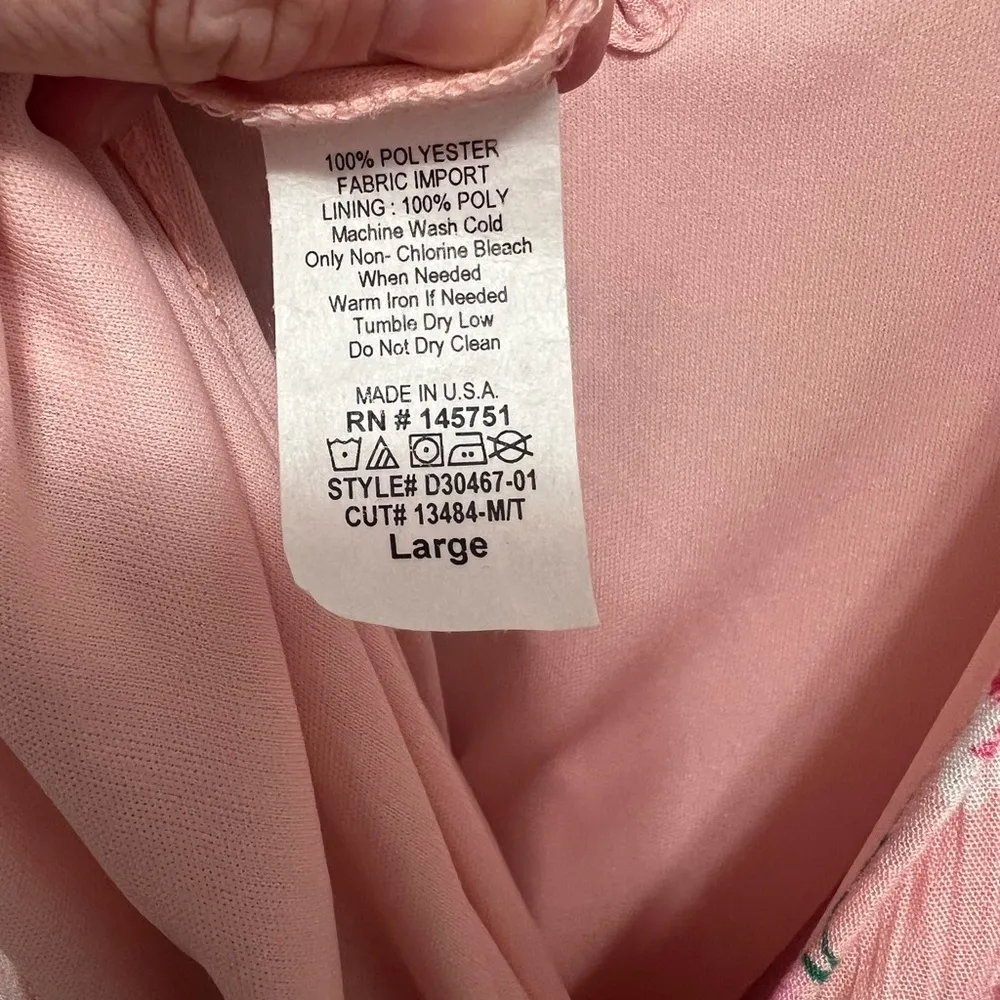 100% POLYESTER
FABRIC IMPORT
LINING : 100% POLY
Machine Wash Cold
Only Non- Chlorine Bleach
When Needed
Warm Iron If Needed
Tumble Dry Low
Do Not Dry Clean
MADE IN U.S.A.
RN # 145751
STYLE# D30467-01
CUT# 13484-M/T
Large